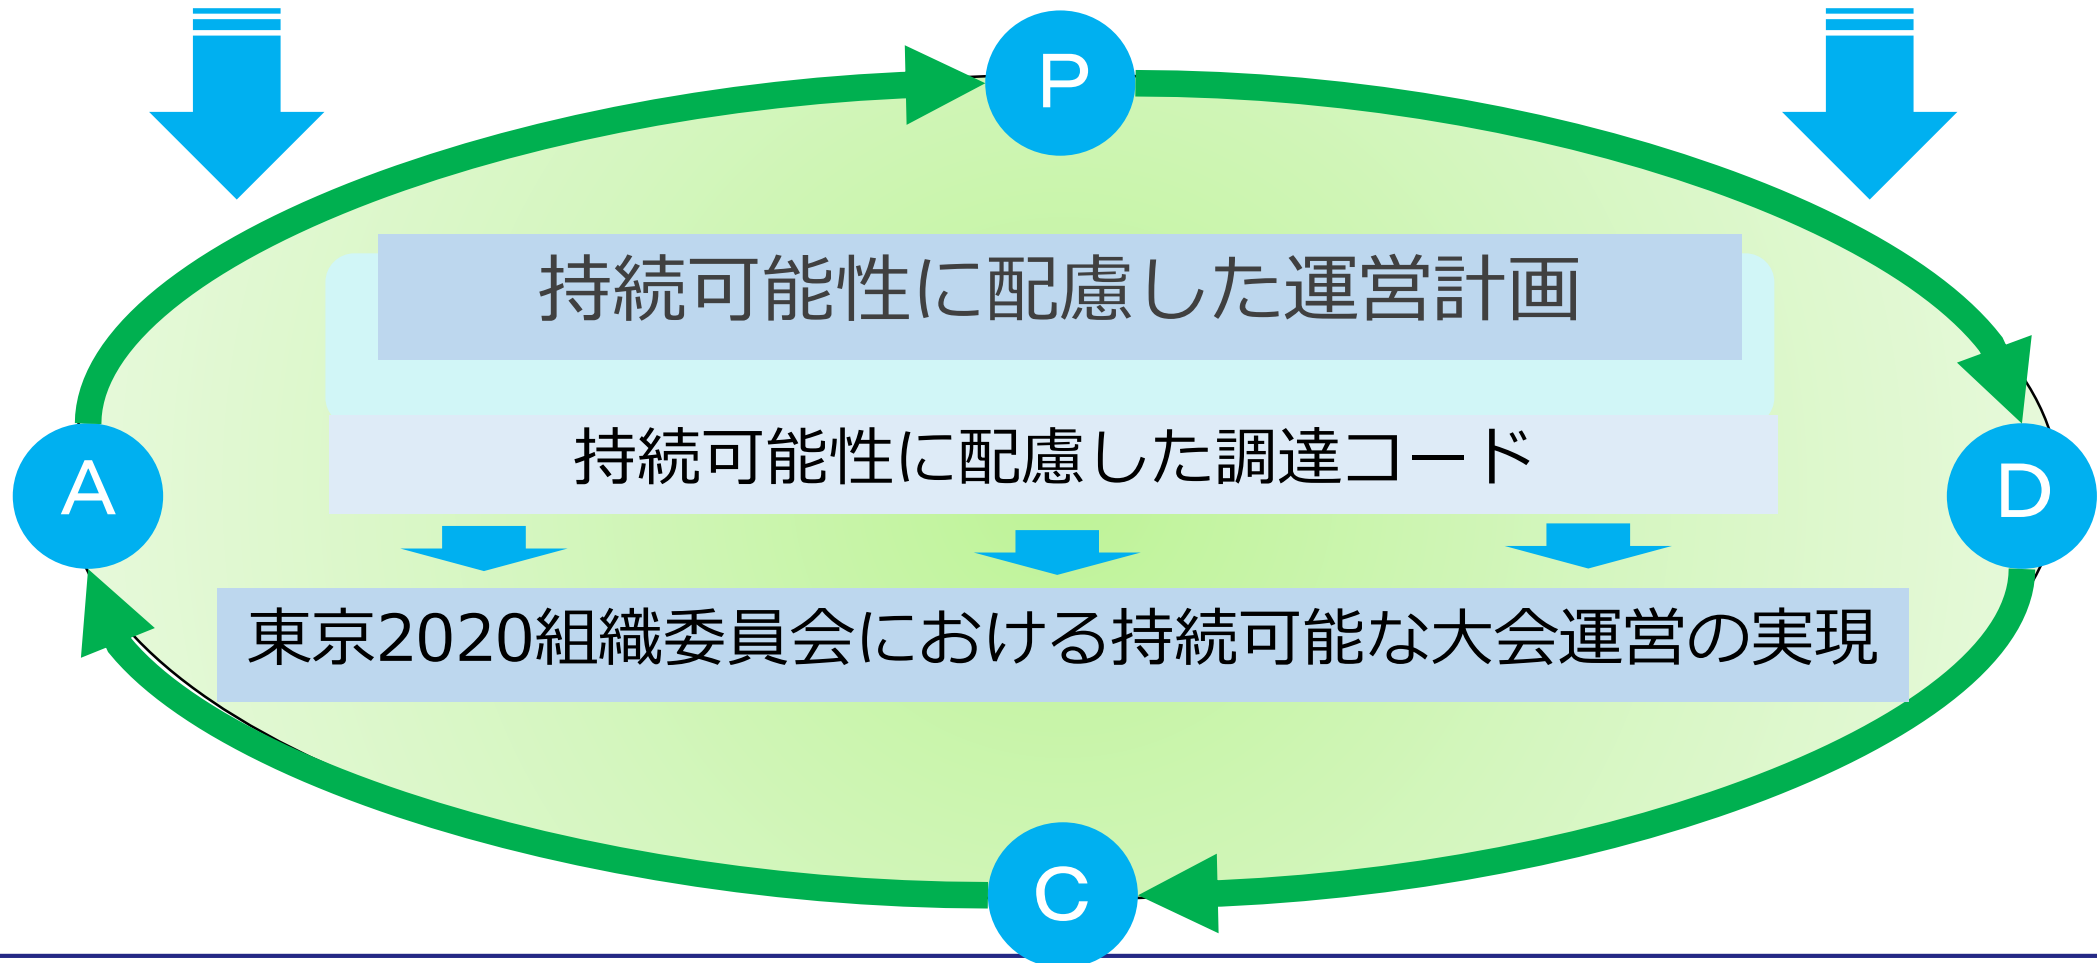 P
持続可能性に配慮した運営計画
持続可能性に配慮した調達コード
A
D
東京2020組織委員会における持続可能な大会運営の実現
C